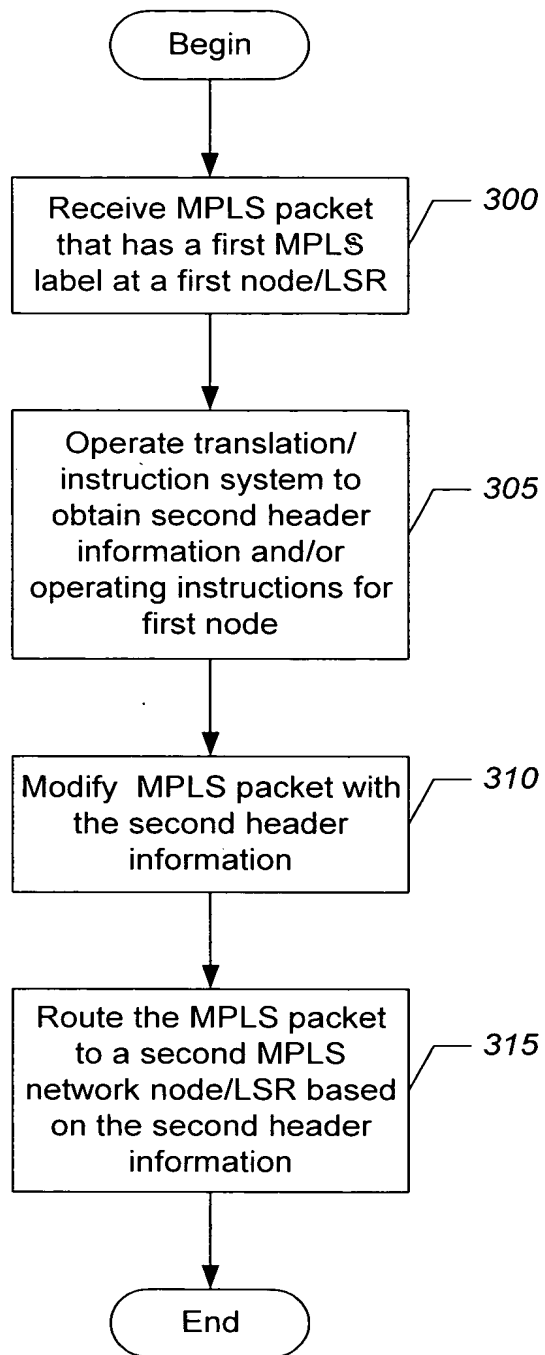 Begin
Receive MPLS packet
that has a first MPLS
label at a first node/LSR
300
Operate translation/
instruction system to
obtain second header
information and/or
operating instructions for
first node
305
Modify MPLS packet with
the second header
information
310
Route the MPLS packet
to a second MPLS
network node/LSR based
on the second header
information
315
End